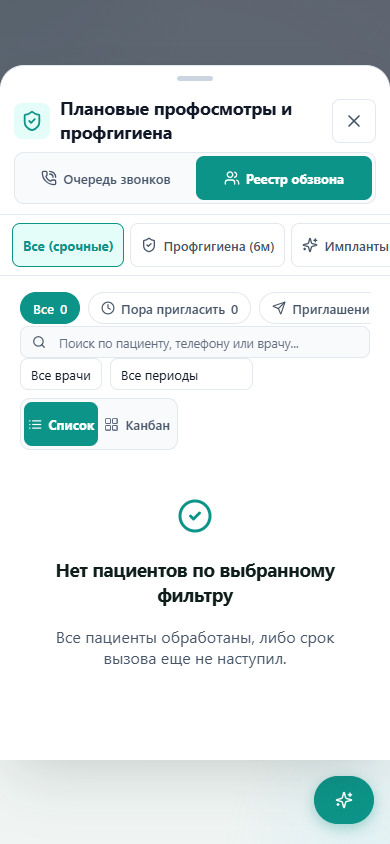 Плановые профосмотры и
профгигиена
Очередь звонков
Реестр обзвона
Все (срочные)
Профгигиена (6м)
Импланты
Все 0
Пора пригласить 0
Приглашени
Поиск по пациенту, телефону или врачу...
Все врачи
Все периоды
Список
Канбан
Нет пациентов по выбранному
фильтру
Все пациенты обработаны, либо срок
вызова еще не наступил.